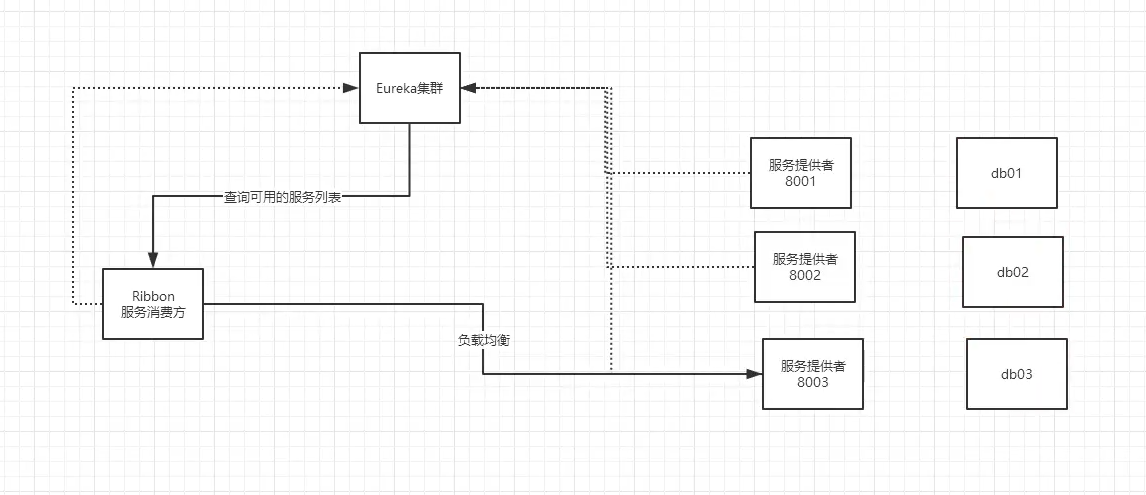 Eureka集群
服务提供者
8001
db01
查询可用的服务列表
服务提供者
8002
db02
Ribbon
服务消费方
负载均衡
服务提供者
8003
db03